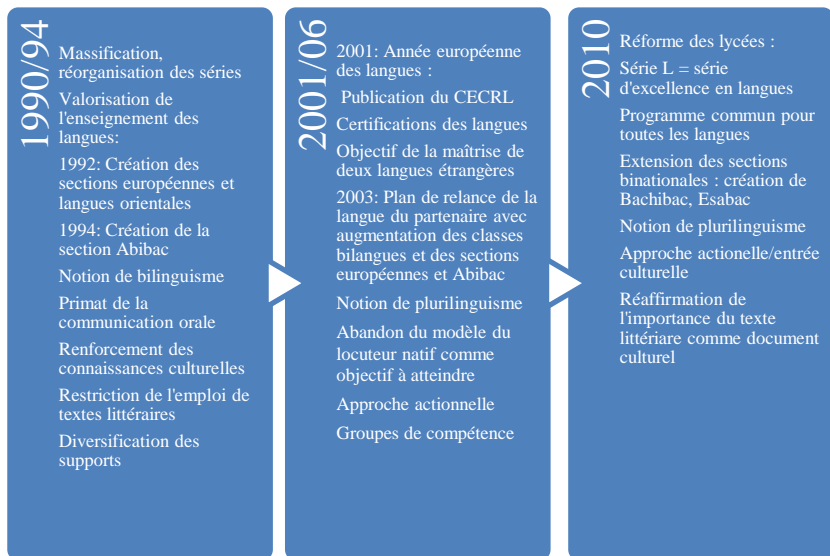 1990/94
Massification,
réorganisation des séries
Valorisation de
l'enseignement des
langues:
1992: Création des
sections européennes et
langues orientales
1994: Création de la
section Abibac
Notion de bilinguisme
Primat de la
communication orale
Renforcement des
connaissances culturelles
Restriction de l'emploi de
textes littéraires
Diversification des
supports
2001/06
2001: Année européenne
des langues :
Publication du CECRL
Certifications des langues
Objectif de la maîtrise de
deux langues étrangères
2003: Plan de relance de la
langue du partenaire avec
augmentation des classes
bilangues et des sections
européennes et Abibac
Notion de plurilinguisme
Abandon du modèle du
locuteur natif comme
objectif à atteindre
Approche actionnelle
Groupes de compétence
2010
Réforme des lycées :
Série L = série
d'excellence en langues
Programme commun pour
toutes les langues
Extension des sections
binationales : création de
Bachibac, Esabac
Notion de plurilinguisme
Approche actionelle/entrée
culturelle
Réaffirmation de
l'importance du texte
littériare comme document
culturel